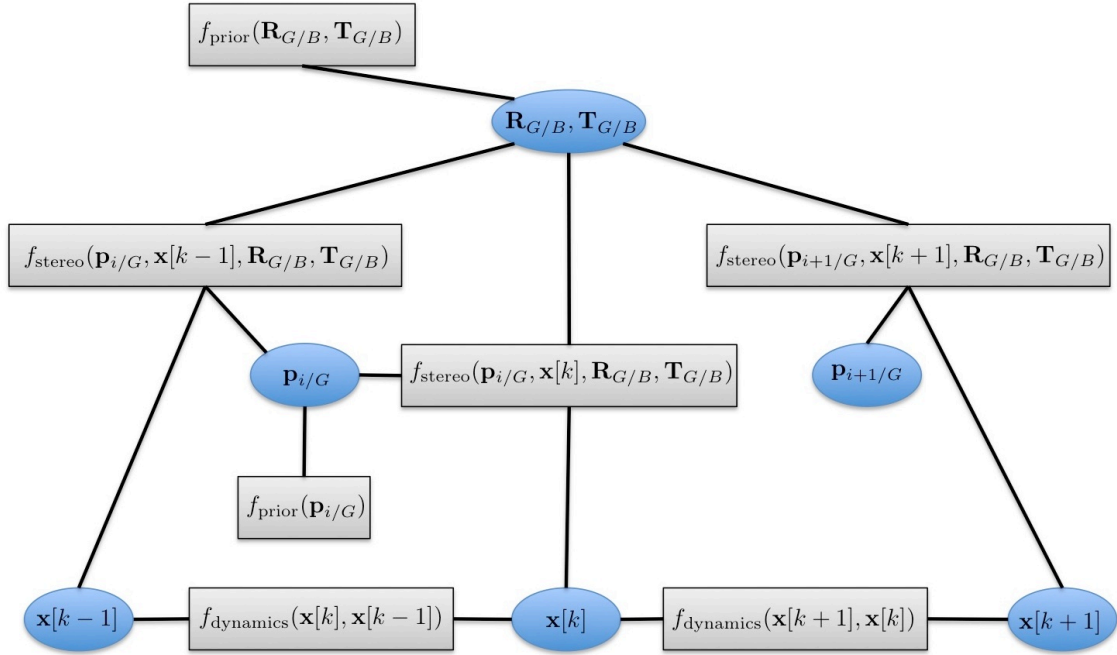 f_prior(R_{G/B}, T_{G/B})
R_{G/B}, T_{G/B}
f_stereo(p_{i/G}, x[k − 1], R_{G/B}, T_{G/B})
f_stereo(p_{i+1/G}, x[k + 1], R_{G/B}, T_{G/B})
p_{i/G}
f_stereo(p_{i/G}, x[k], R_{G/B}, T_{G/B})
p_{i+1/G}
f_prior(p_{i/G})
x[k − 1]
f_dynamics(x[k], x[k − 1])
x[k]
f_dynamics(x[k + 1], x[k])
x[k + 1]